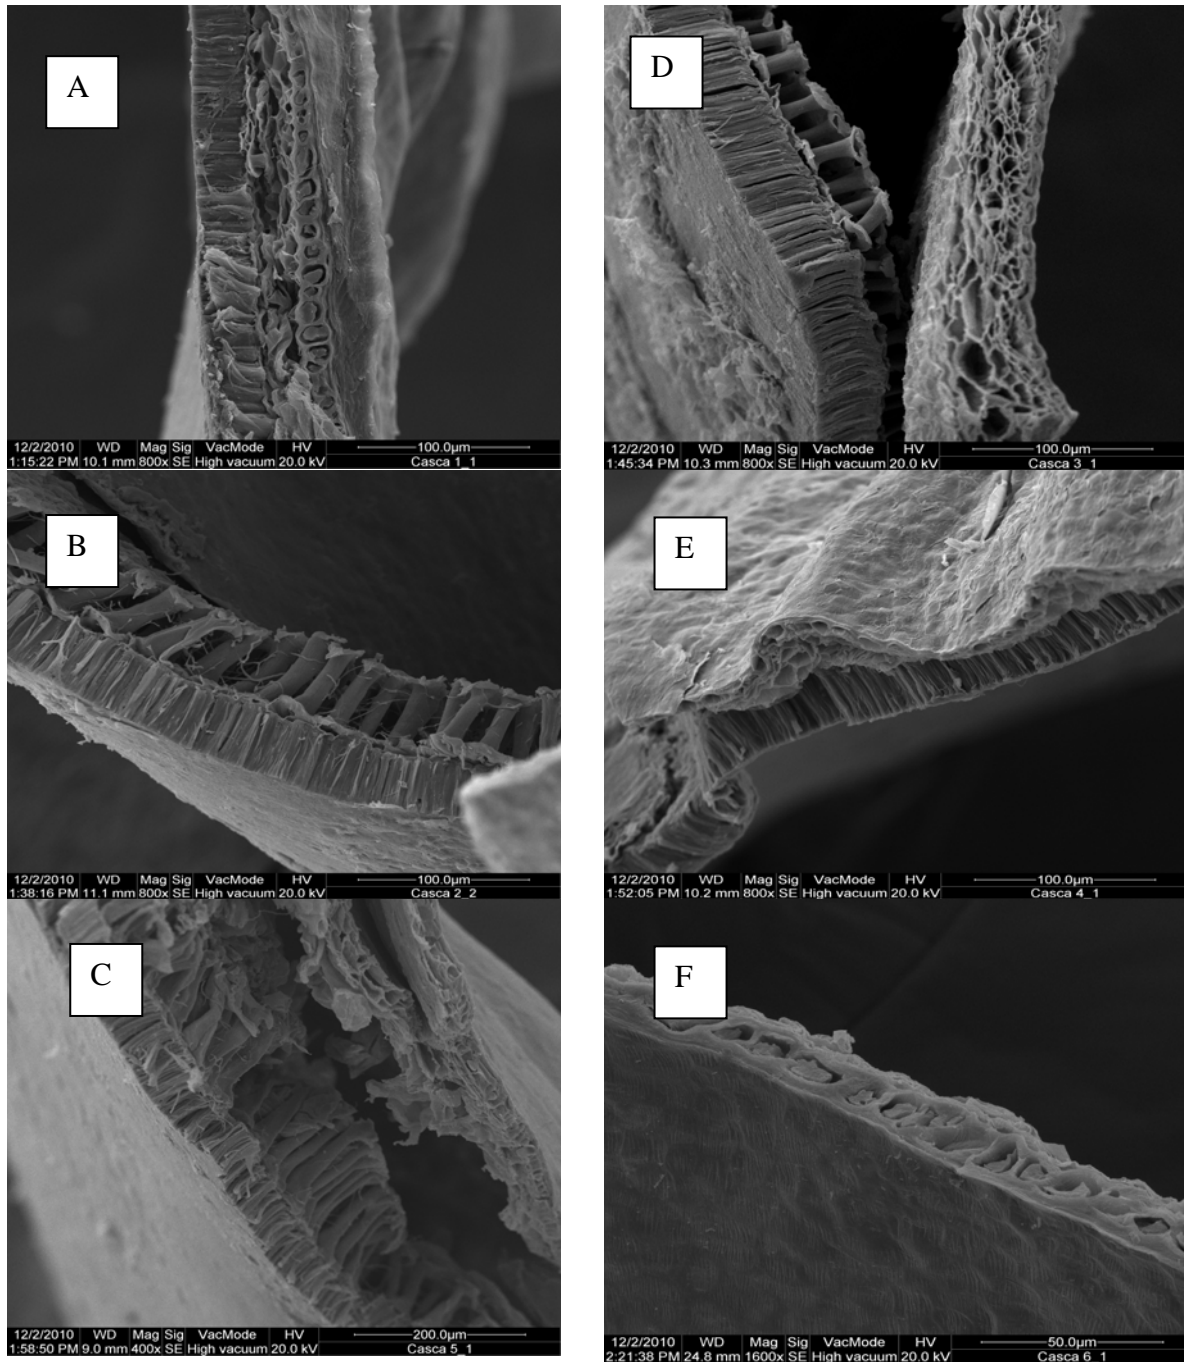 A
12/2/2010 WD Mag Sig VacMode HV 100.0µm
1:15:22 PM 10.1 mm 800x SE High vacuum 20.0 kV Casca 1_1
B
12/2/2010 WD Mag Sig VacMode HV 100.0µm
1:38:16 PM 11.1 mm 800x SE High vacuum 20.0 kV Casca 2_2
C
12/2/2010 WD Mag Sig VacMode HV 200.0µm
1:58:50 PM 9.0 mm 400x SE High vacuum 20.0 kV Casca 5_1
D
12/2/2010 WD Mag Sig VacMode HV 100.0µm
1:45:34 PM 10.3 mm 800x SE High vacuum 20.0 kV Casca 3_1
E
12/2/2010 WD Mag Sig VacMode HV 100.0µm
1:52:05 PM 10.2 mm 800x SE High vacuum 20.0 kV Casca 4_1
F
12/2/2010 WD Mag Sig VacMode HV 50.0µm
2:21:38 PM 24.8 mm 1600x SE High vacuum 20.0 kV Casca 6_1